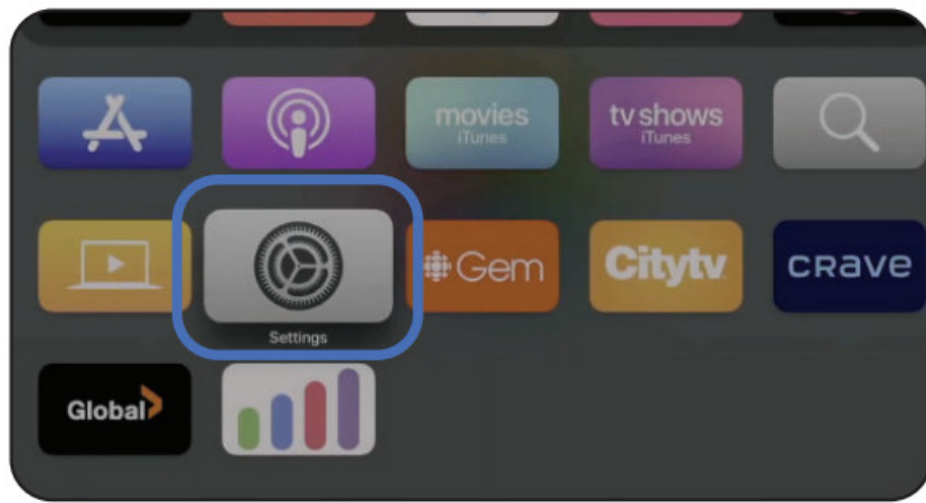 movies
iTunes
tv shows
iTunes
Gem
Citytv
CRAVE
Settings
Global